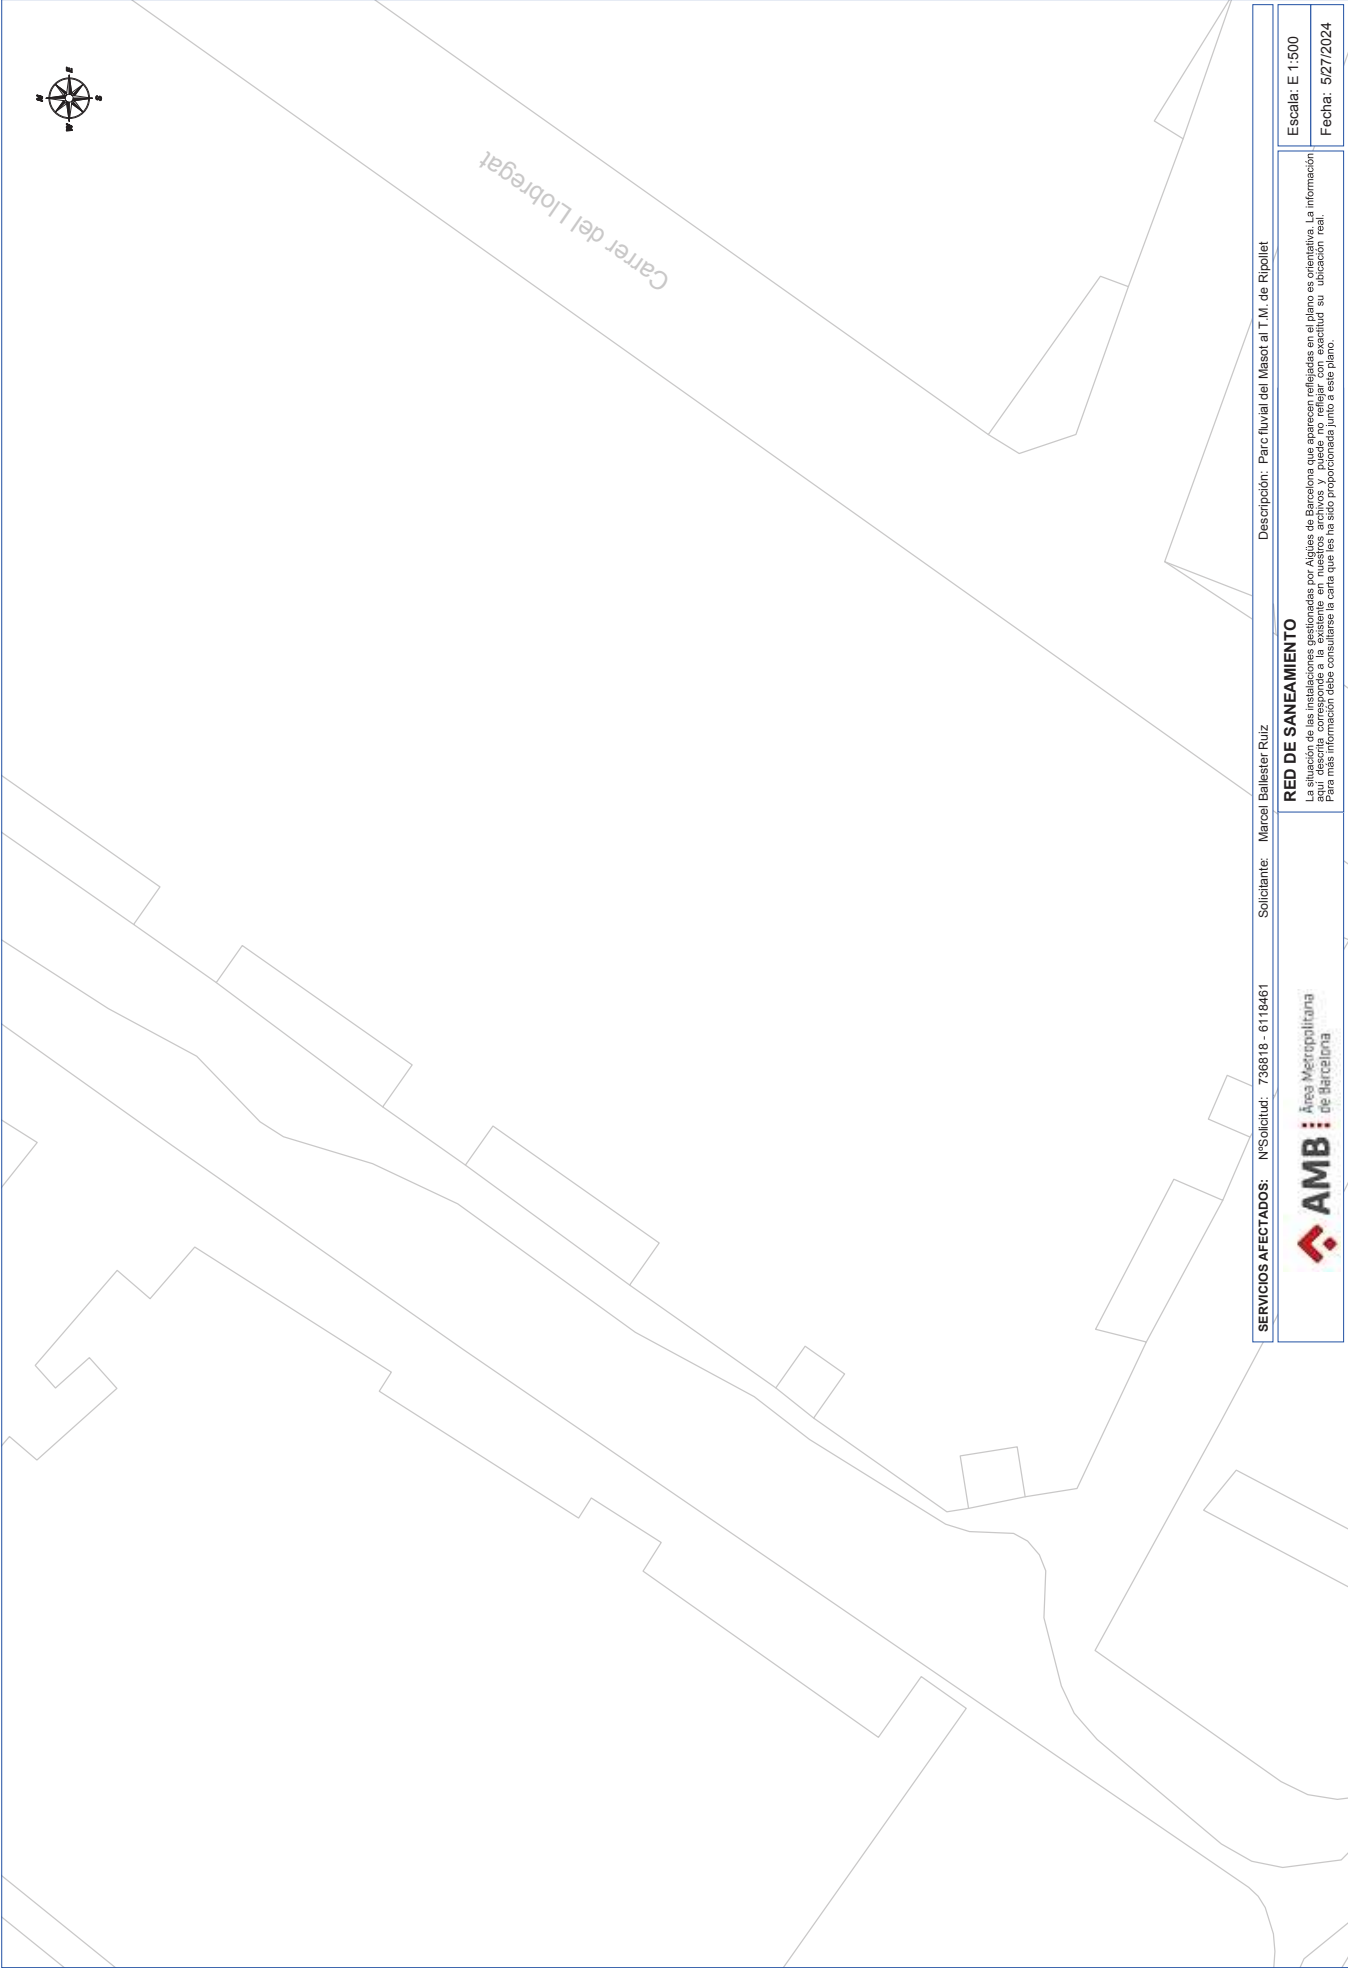 N
E
S
W
Carrer del Llobregat
SERVICIOS AFECTADOS: NºSolicitud: 736818 - 6118461 Solicitante: Marcel Ballester Ruiz Descripción: Parc fluvial del Masot al T.M. de Ripollet
AMB Àrea Metropolitana
de Barcelona
RED DE SANEAMIENTO
La situación de las instalaciones gestionadas por Aigües de Barcelona que aparecen reflejadas en el plano es orientativa. La información
aquí descrita corresponde a la existente en nuestros archivos y puede no reflejar con exactitud su ubicación real.
Para más información debe consultarse la carta que les ha sido proporcionada junto a este plano.
Escala: E 1:500
Fecha: 5/27/2024